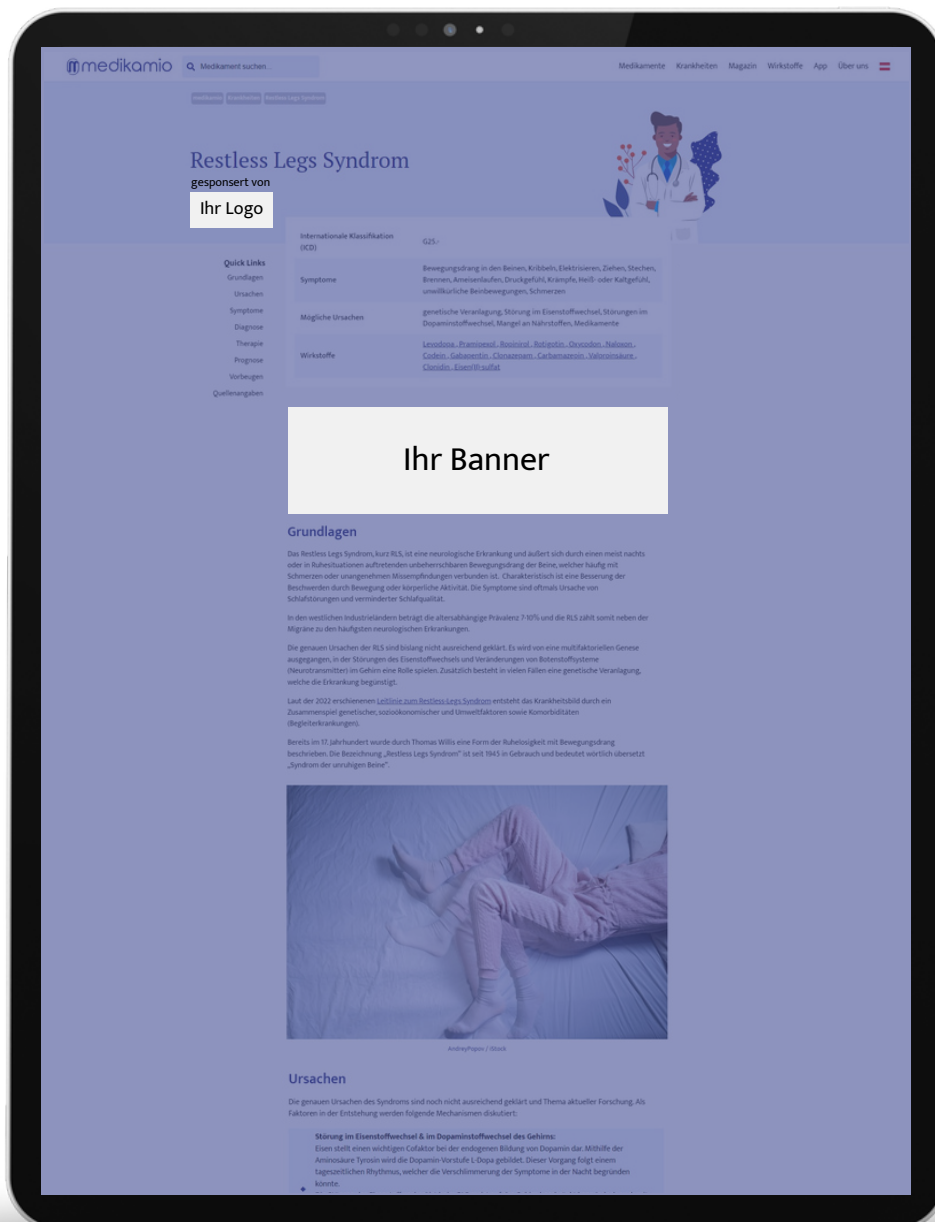 medikamio
Medikament suchen...
Medikamente Krankheiten Magazin Wirkstoffe App Über uns
Restless Legs Syndrom
Restless Legs Syndrom
gesponsert von
Ihr Logo
Internationale Klassifikation
(ICD)
G25.-
Symptome
Bewegungsdrang in den Beinen, Kribbeln, Elektrisieren, Ziehen, Stechen,
Brennen, Ameisenlaufen, Druckgefühl, Krämpfe, Heiß- oder Kaltgefühl,
unwillkürliche Beinbewegungen, Schmerzen
Mögliche Ursachen
genetische Veranlagung, Störung im Eisenstoffwechsel, Störungen im
Dopaminstoffwechsel, Mangel an Nährstoffen, Medikamente
Wirkstoffe
Levodopa , Pramipexol , Ropinirol , Rotigotin , Oxycodon , Naloxon ,
Codein , Gabapentin , Clonazepam , Carbamazepin , Valproinsäure ,
Clonidin , Eisen(II)-sulfat
Quick Links
Grundlagen
Ursachen
Symptome
Diagnose
Therapie
Prognose
Vorbeugen
Quellenangaben
Ihr Banner
Grundlagen
Das Restless Legs Syndrom, kurz RLS, ist eine neurologische Erkrankung und äußert sich durch einen meist nachts
oder in Ruhesituationen auftretenden unbeherrschbaren Bewegungsdrang der Beine, welcher häufig mit
Schmerzen oder unangenehmen Missempfindungen verbunden ist. Charakteristisch ist eine Besserung der
Beschwerden durch Bewegung oder körperliche Aktivität. Die Symptome sind oftmals Ursache von
Schlafstörungen und verminderter Schlafqualität.
In den westlichen Industrieländern beträgt die altersabhängige Prävalenz 7-10% und die RLS zählt somit neben der
Migräne zu den häufigsten neurologischen Erkrankungen.
Die genauen Ursachen der RLS sind bislang nicht ausreichend geklärt. Es wird von eine multifaktoriellen Genese
ausgegangen, in der Störungen des Eisenstoffwechsels und Veränderungen von Botenstoffsysteme
(Neurotransmitter) im Gehirn eine Rolle spielen. Zusätzlich besteht in vielen Fällen eine genetische Veranlagung,
welche die Erkrankung begünstigt.
Laut der 2022 erschienenen Leitlinie zum Restless-Legs-Syndrom entsteht das Krankheitsbild durch ein
Zusammenspiel genetischer, sozioökonomischer und Umweltfaktoren sowie Komorbiditäten
(Begleiterkrankungen).
Bereits im 17. Jahrhundert wurde durch Thomas Willis eine Form der Ruhelosigkeit mit Bewegungsdrang
beschrieben. Die Bezeichnung „Restless Legs Syndrom“ ist seit 1945 in Gebrauch und bedeutet wörtlich übersetzt
„Syndrom der unruhigen Beine“.
AndreyPopov / iStock
Ursachen
Die genauen Ursachen des Syndroms sind noch nicht ausreichend geklärt und Thema aktueller Forschung. Als
Faktoren in der Entstehung werden folgende Mechanismen diskutiert:
Störung im Eisenstoffwechsel & im Dopaminstoffwechsel des Gehirns:
Eisen stellt einen wichtigen Cofaktor bei der endogenen Bildung von Dopamin dar. Mithilfe der
Aminosäure Tyrosin wird die Dopamin-Vorstufe L-Dopa gebildet. Dieser Vorgang folgt einem
tageszeitlichen Rhythmus, welcher die Verschlimmerung der Symptome in der Nacht begründen
könnte.